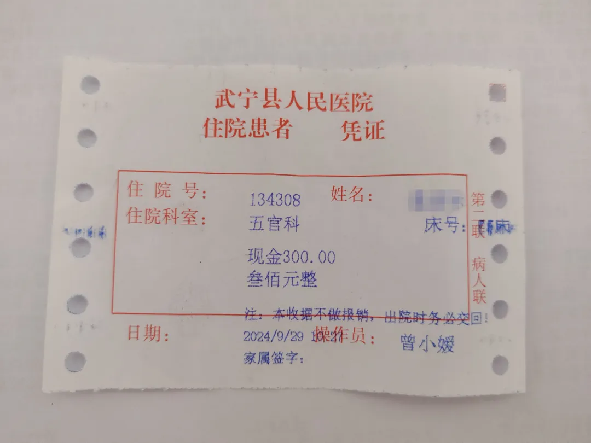 武宁县人民医院
住院患者 凭证
住院号: 134308 姓名:
住院科室: 五官科 床号:
现金300.00
叁佰元整
注: 本收据不做报销, 出院时务必交回!
日期: 2024/9/29 操作员: 曾小媛
家属签字:
第二联 病人联